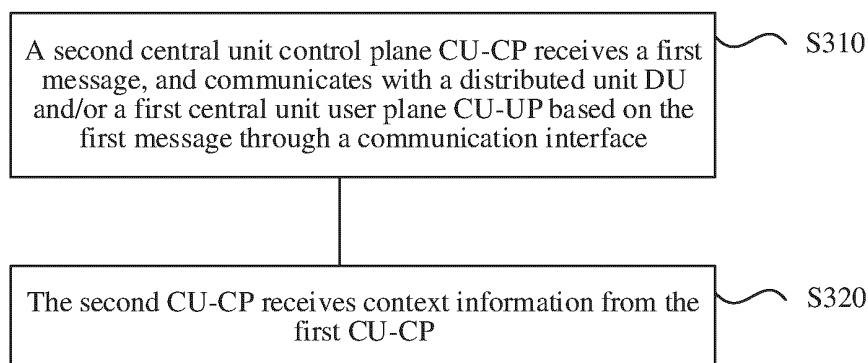 A second central unit control plane CU-CP receives a first
message, and communicates with a distributed unit DU
and/or a first central unit user plane CU-UP based on the
first message through a communication interface
S310
The second CU-CP receives context information from the
first CU-CP
S320